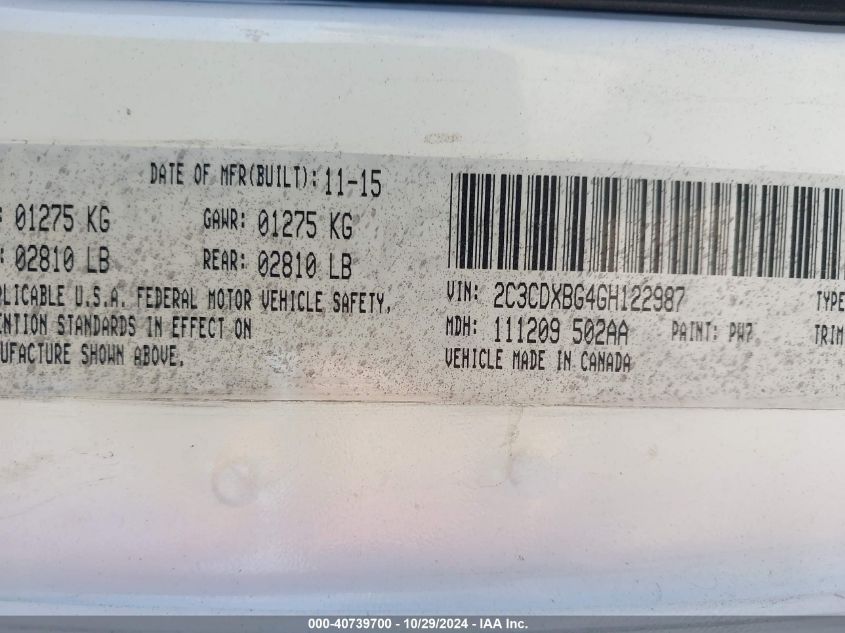 DATE OF MFR(BUILT): 11-15
: 01275 KG GAWR: 01275 KG
: 02810 LB REAR: 02810 LB
PLICABLE U.S.A. FEDERAL MOTOR VEHICLE SAFETY,
ENTION STANDARDS IN EFFECT ON
UFACTURE SHOWN ABOVE.
VIN: 2C3CDXBG4GH122987 TYPE
MDH: 111209 502AA PAINT: PW7 TRIM
VEHICLE MADE IN CANADA
000-40739700 - 10/29/2024 - IAA Inc.